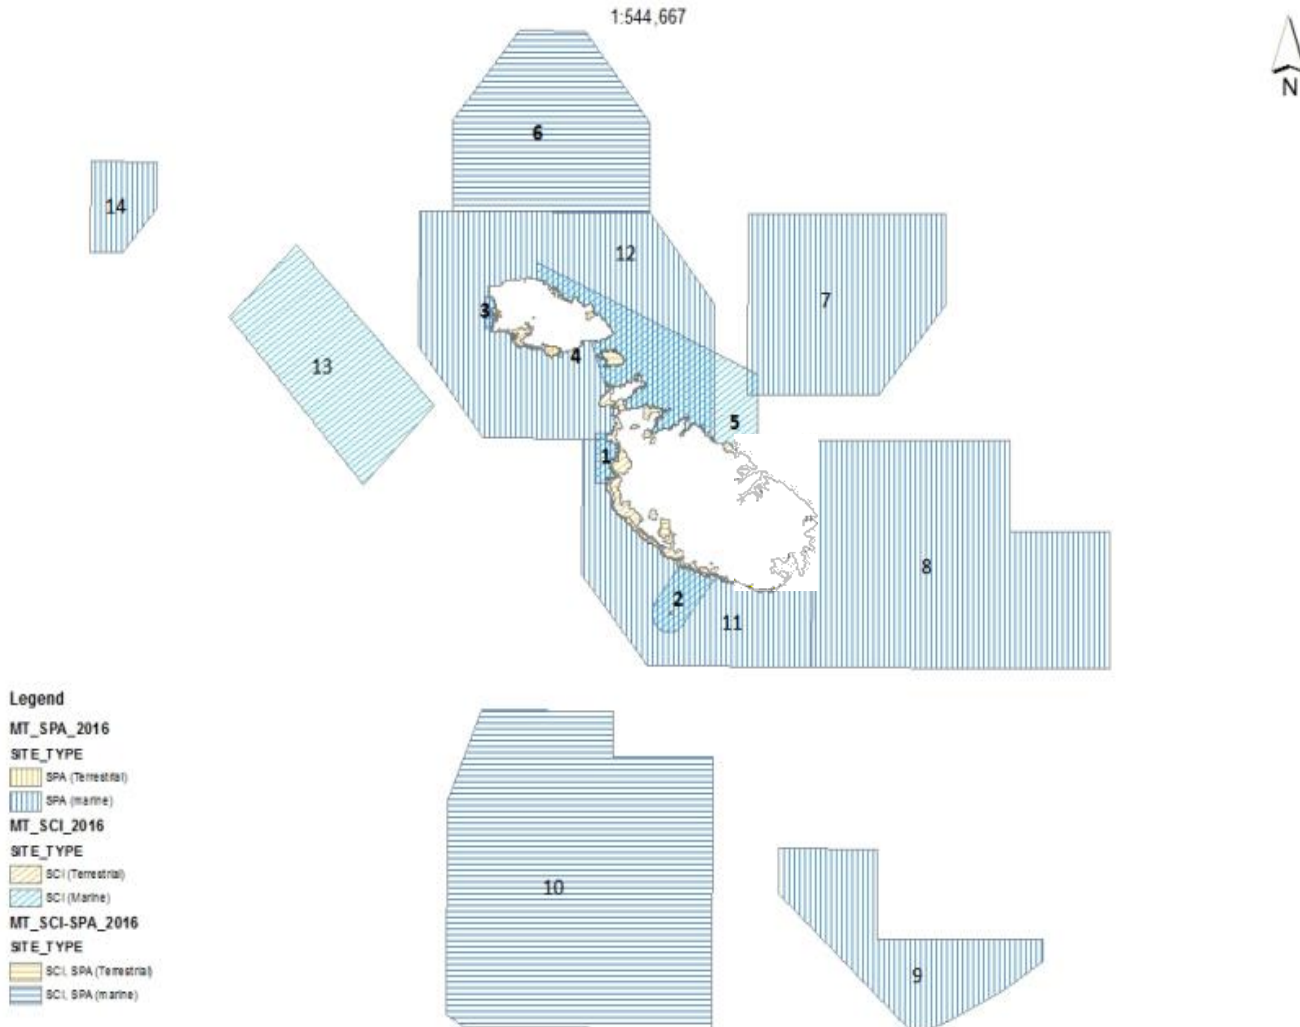 1:544,667
N
6
14
12
7
3
13
4
5
1
8
2
11
Legend
MT_SPA_2016
SITE_TYPE
SPA (Terrestrial)
SPA (marine)
MT_SCI_2016
SITE_TYPE
SCI (Terrestrial)
SCI (Marine)
MT_SCI-SPA_2016
SITE_TYPE
SCI, SPA (Terrestrial)
SCI, SPA (marine)
10
9